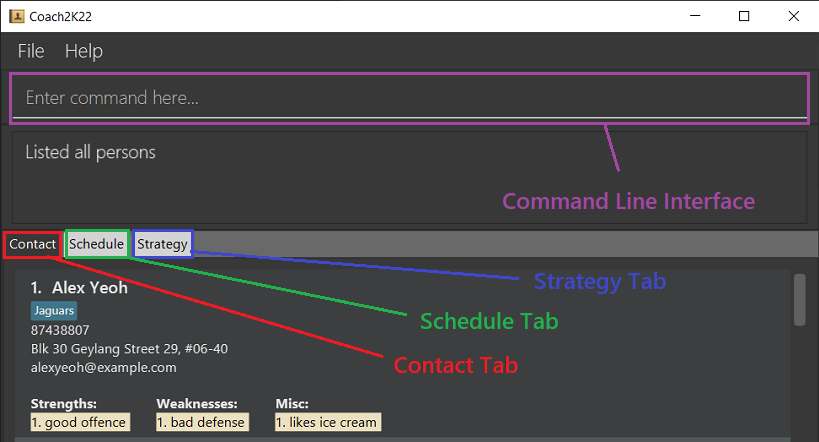 Coach2K22
File Help
Enter command here...
Listed all persons
Command Line Interface
Contact Schedule Strategy
Strategy Tab
Schedule Tab
Contact Tab
1. Alex Yeoh
Jaguars
87438807
Blk 30 Geylang Street 29, #06-40
alexyeoh@example.com
Strengths: Weaknesses: Misc:
1. good offence 1. bad defense 1. likes ice cream